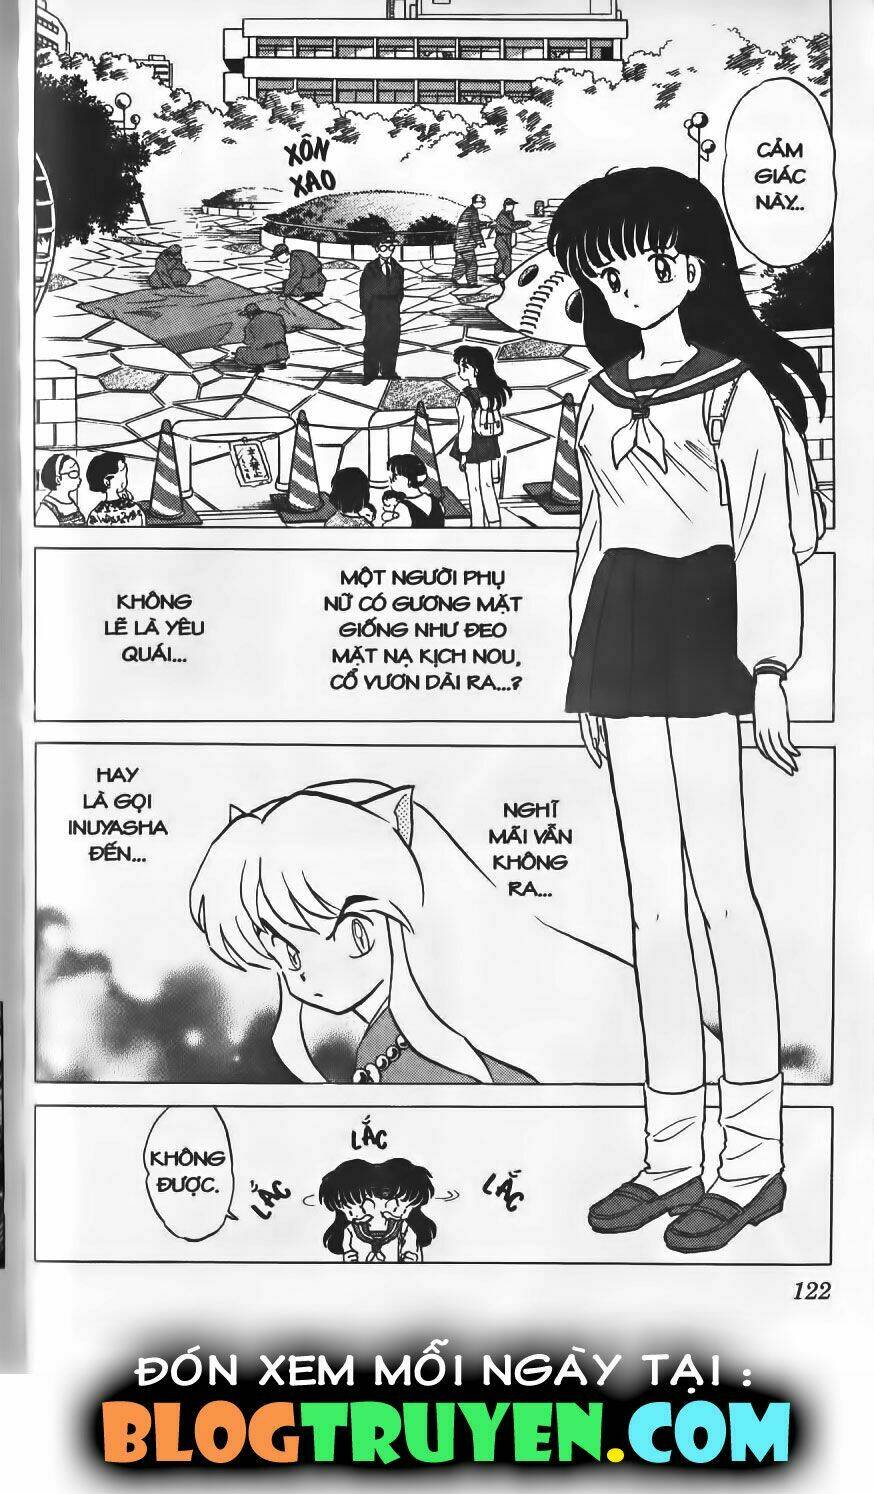 CẢM
GIÁC
NÀY...
XÔN
XAO
MỘT NGƯỜI PHỤ
NỮ CÓ GƯƠNG MẶT
GIỐNG NHƯ ĐEO
MẶT NẠ KỊCH NOU,
CỔ VƯƠN DÀI RA...?
KHÔNG
LẼ LÀ YÊU
QUÁI...
NGHĨ
MÃI VẪN
KHÔNG
RA...
HAY
LÀ GỌI
INUYASHA
ĐẾN...
LẮC
LẮC
LẮC
KHÔNG
ĐƯỢC.
122
ĐÓN XEM MỖI NGÀY TẠI :
BLOGTRUYEN.COM